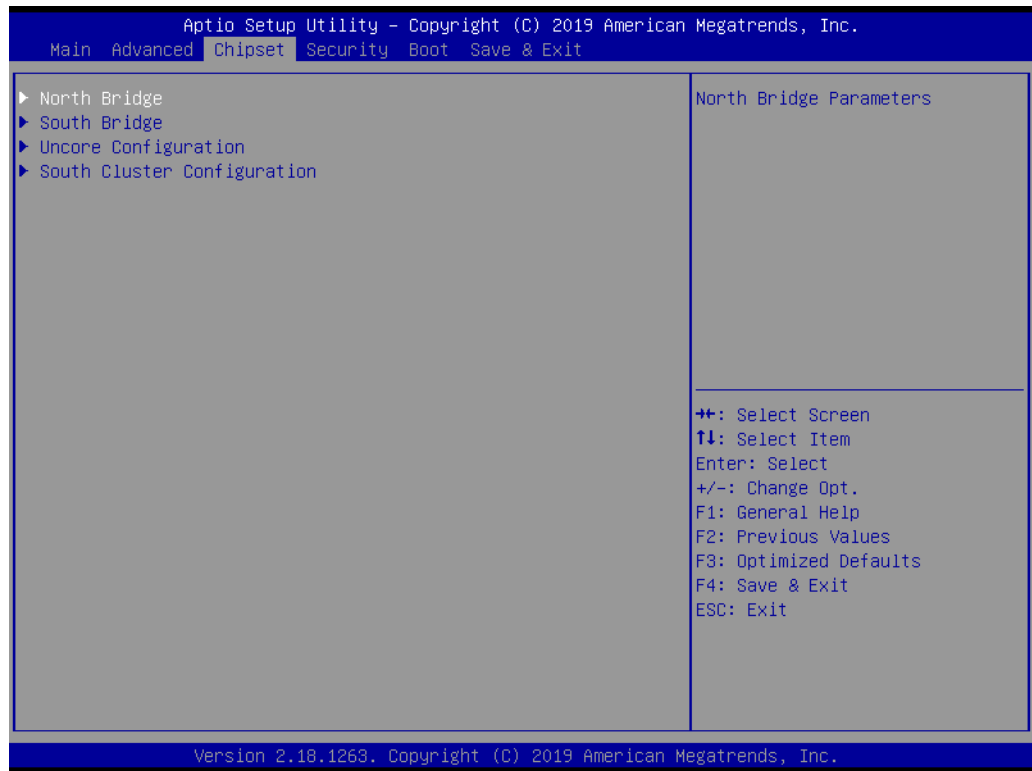 Aptio Setup Utility – Copyright (C) 2019 American Megatrends, Inc.
Main Advanced Chipset Security Boot Save & Exit
▶ North Bridge
▶ South Bridge
▶ Uncore Configuration
▶ South Cluster Configuration
North Bridge Parameters
→←: Select Screen
↑↓: Select Item
Enter: Select
+/-: Change Opt.
F1: General Help
F2: Previous Values
F3: Optimized Defaults
F4: Save & Exit
ESC: Exit
Version 2.18.1263. Copyright (C) 2019 American Megatrends, Inc.